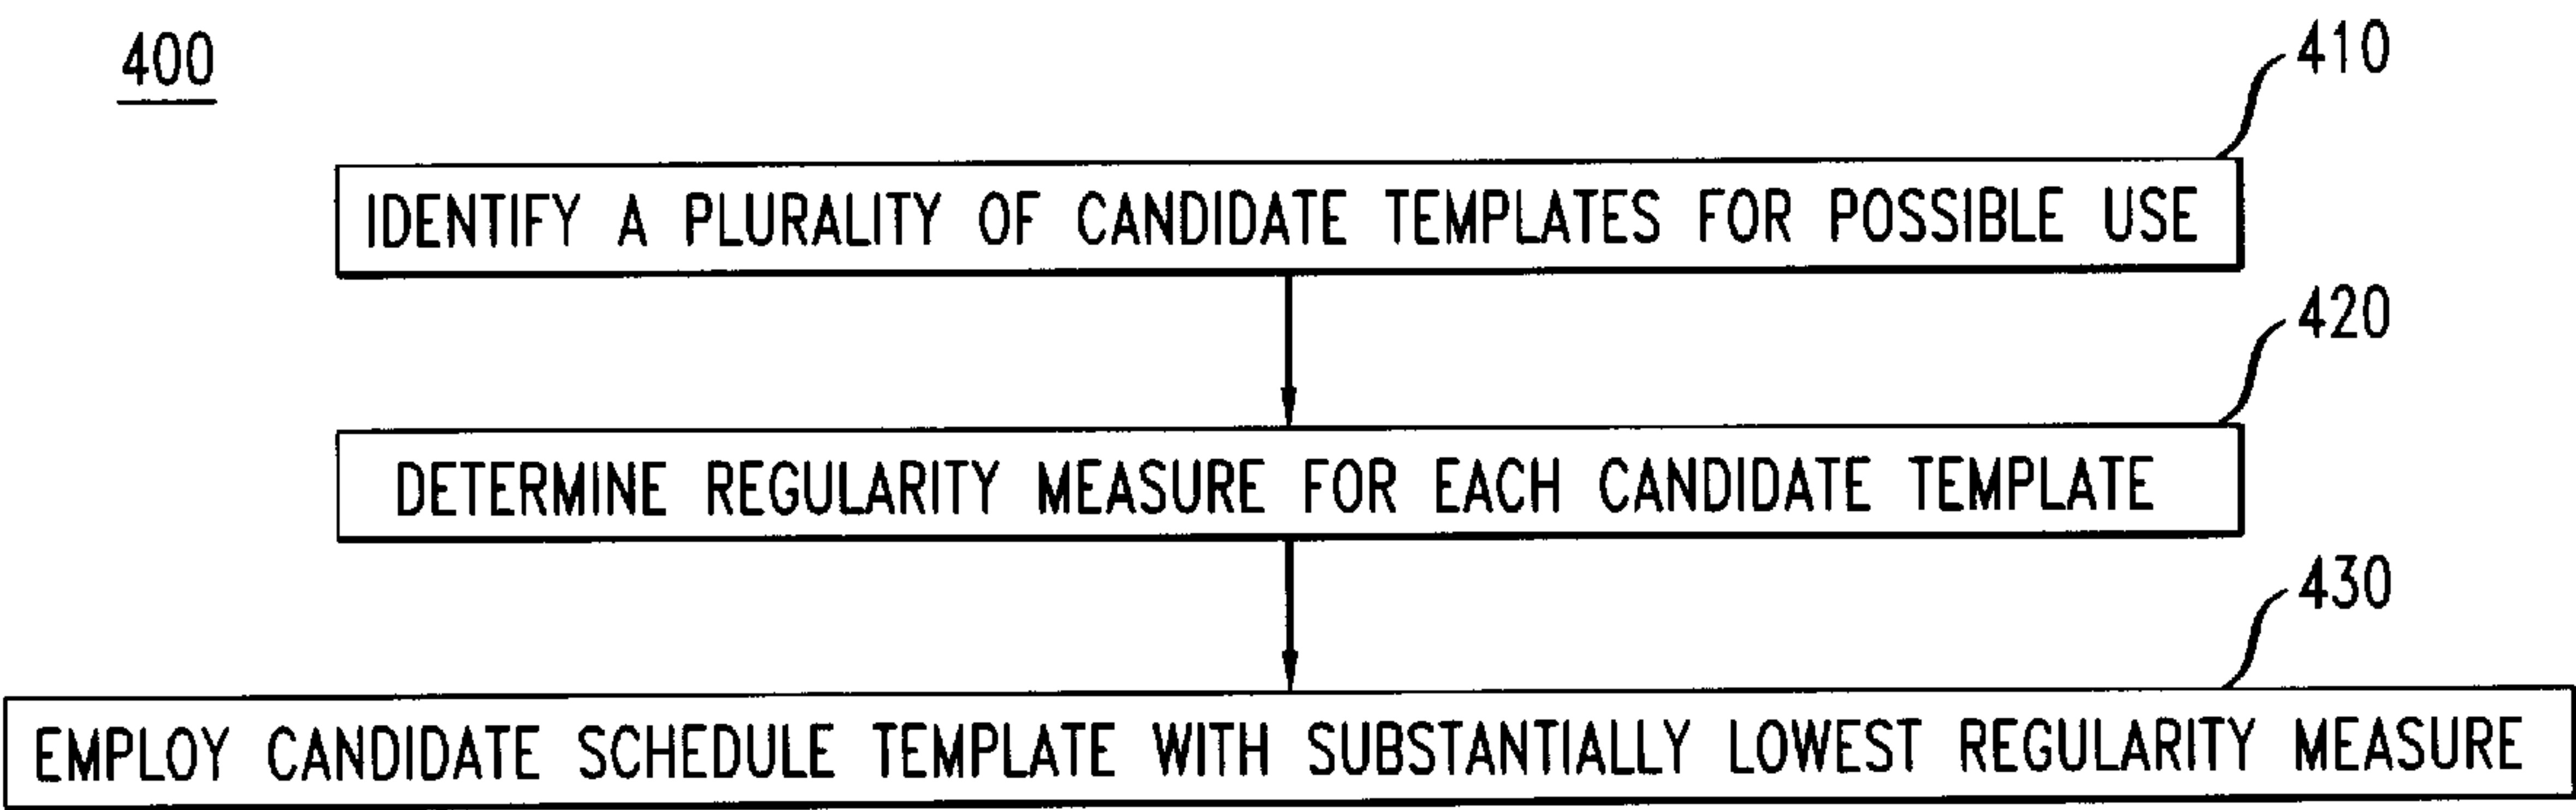 400
410
IDENTIFY A PLURALITY OF CANDIDATE TEMPLATES FOR POSSIBLE USE
420
DETERMINE REGULARITY MEASURE FOR EACH CANDIDATE TEMPLATE
430
EMPLOY CANDIDATE SCHEDULE TEMPLATE WITH SUBSTANTIALLY LOWEST REGULARITY MEASURE